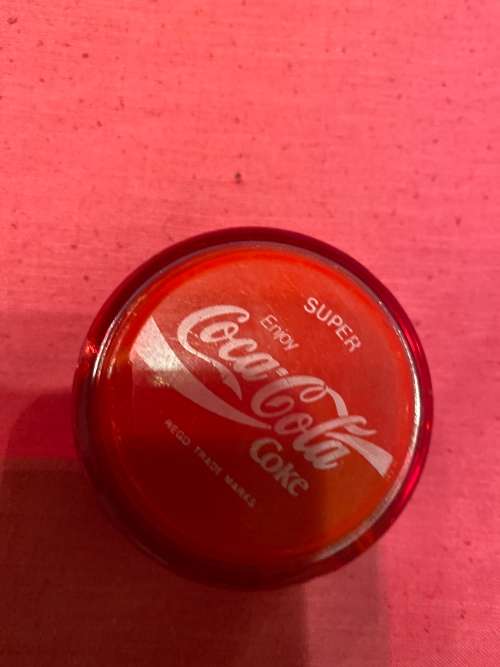 SUPER
Enjoy
Coca-Cola
Coke
REGD TRADE MARKS